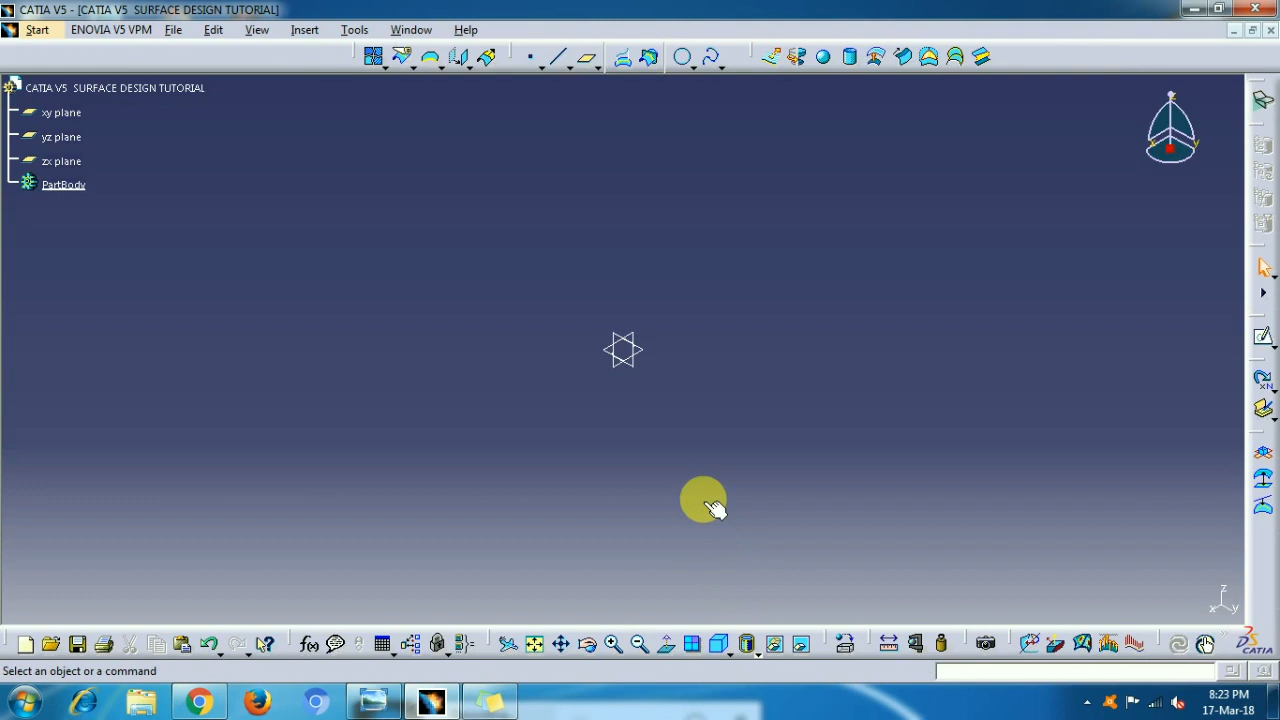 CATIA V5 - [CATIA V5  SURFACE DESIGN TUTORIAL]
Start ENOVIA V5 VPM File Edit View Insert Tools Window Help
CATIA V5  SURFACE DESIGN TUTORIAL
xy plane
yz plane
zx plane
PartBody
z
x y
f(x)
CATIA
Select an object or a command
8:23 PM
17-Mar-18